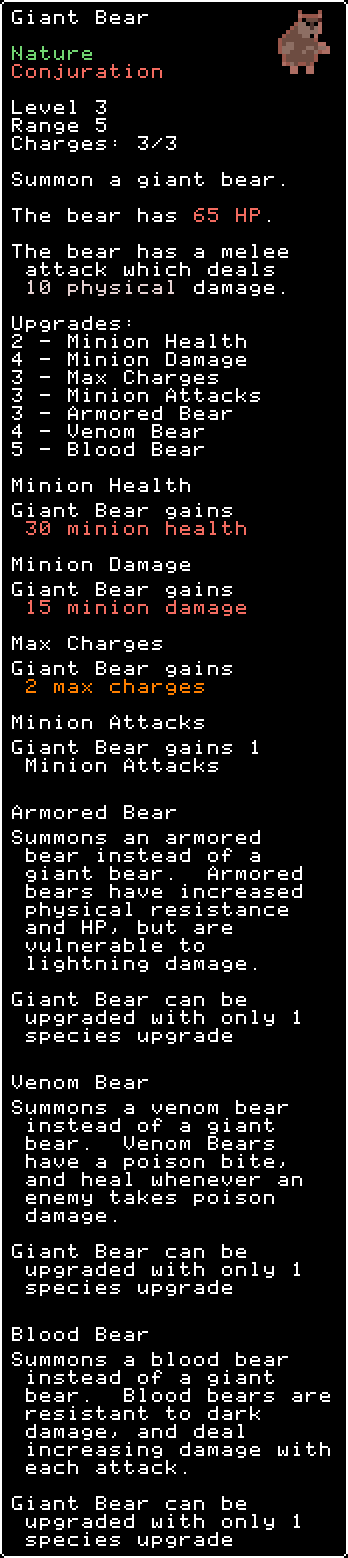 Giant Bear
Nature
Conjuration
Level 3
Range 5
Charges: 3/3
Summon a giant bear.
The bear has 65 HP.
The bear has a melee
attack which deals
10 physical damage.
Upgrades:
2 - Minion Health
4 - Minion Damage
3 - Max Charges
3 - Minion Attacks
3 - Armored Bear
4 - Venom Bear
5 - Blood Bear
Minion Health
Giant Bear gains
30 minion health
Minion Damage
Giant Bear gains
15 minion damage
Max Charges
Giant Bear gains
2 max charges
Minion Attacks
Giant Bear gains 1
Minion Attacks
Armored Bear
Summons an armored
bear instead of a
giant bear.  Armored
bears have increased
physical resistance
and HP, but are
vulnerable to
lightning damage.
Giant Bear can be
upgraded with only 1
species upgrade
Venom Bear
Summons a venom bear
instead of a giant
bear.  Venom Bears
have a poison bite,
and heal whenever an
enemy takes poison
damage.
Giant Bear can be
upgraded with only 1
species upgrade
Blood Bear
Summons a blood bear
instead of a giant
bear.  Blood bears are
resistant to dark
damage, and deal
increasing damage with
each attack.
Giant Bear can be
upgraded with only 1
species upgrade